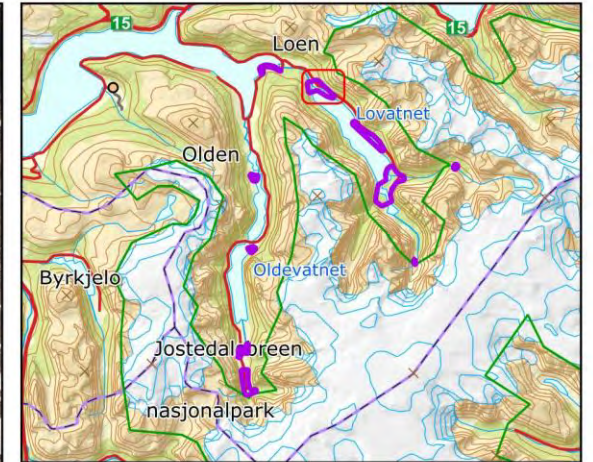 15
15
Loen
Lovatnet
Olden
Oldevatnet
Byrkjelo
Jostedalsbreen
nasjonalpark